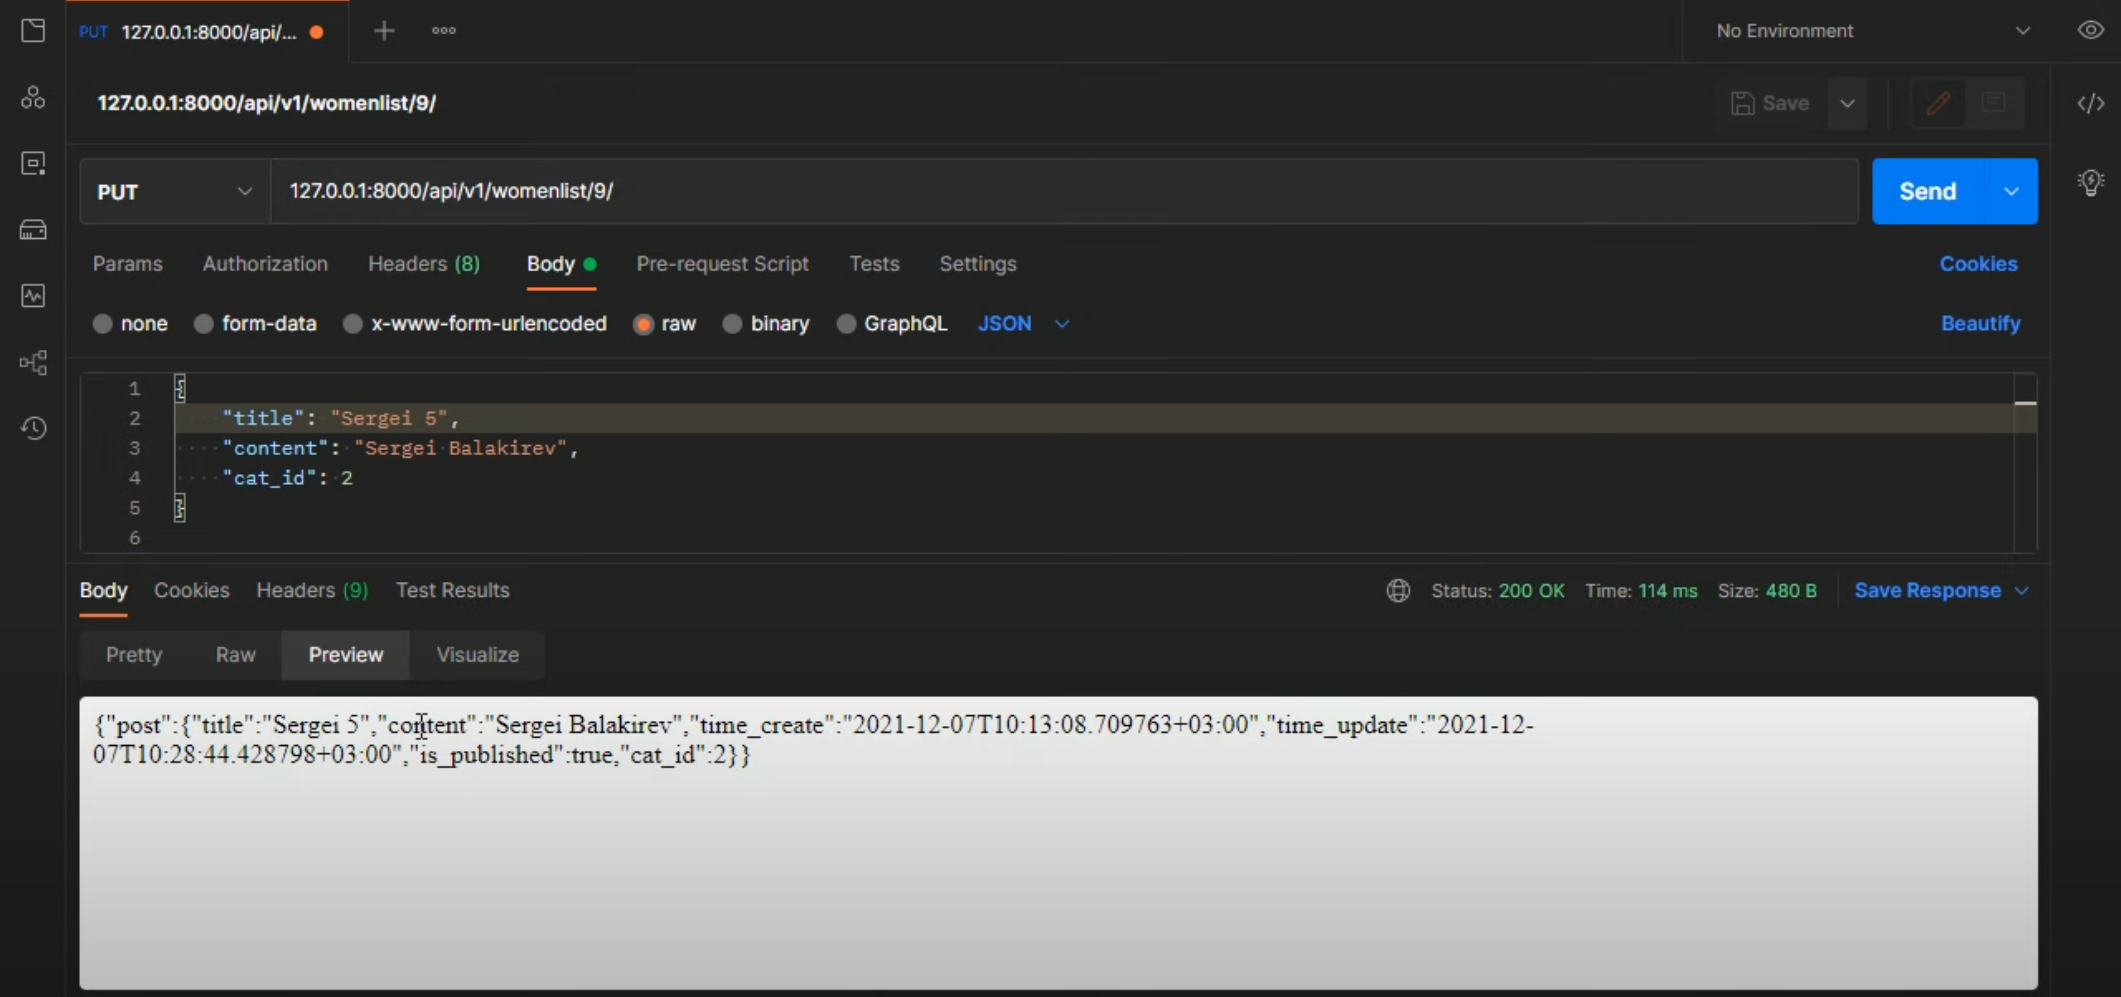 PUT 127.0.0.1:8000/api/...
No Environment
127.0.0.1:8000/api/v1/womenlist/9/
Save
PUT
127.0.0.1:8000/api/v1/womenlist/9/
Send
Params Authorization Headers (8) Body Pre-request Script Tests Settings Cookies
none form-data x-www-form-urlencoded raw binary GraphQL JSON Beautify
1 {
2 "title": "Sergei 5",
3 "content": "Sergei Balakirev",
4 "cat_id": 2
5 }
6
Body Cookies Headers (9) Test Results Status: 200 OK Time: 114 ms Size: 480 B Save Response
Pretty Raw Preview Visualize
{"post":{"title":"Sergei 5","content":"Sergei Balakirev","time_create":"2021-12-07T10:13:08.709763+03:00","time_update":"2021-12-
07T10:28:44.428798+03:00","is_published":true,"cat_id":2}}